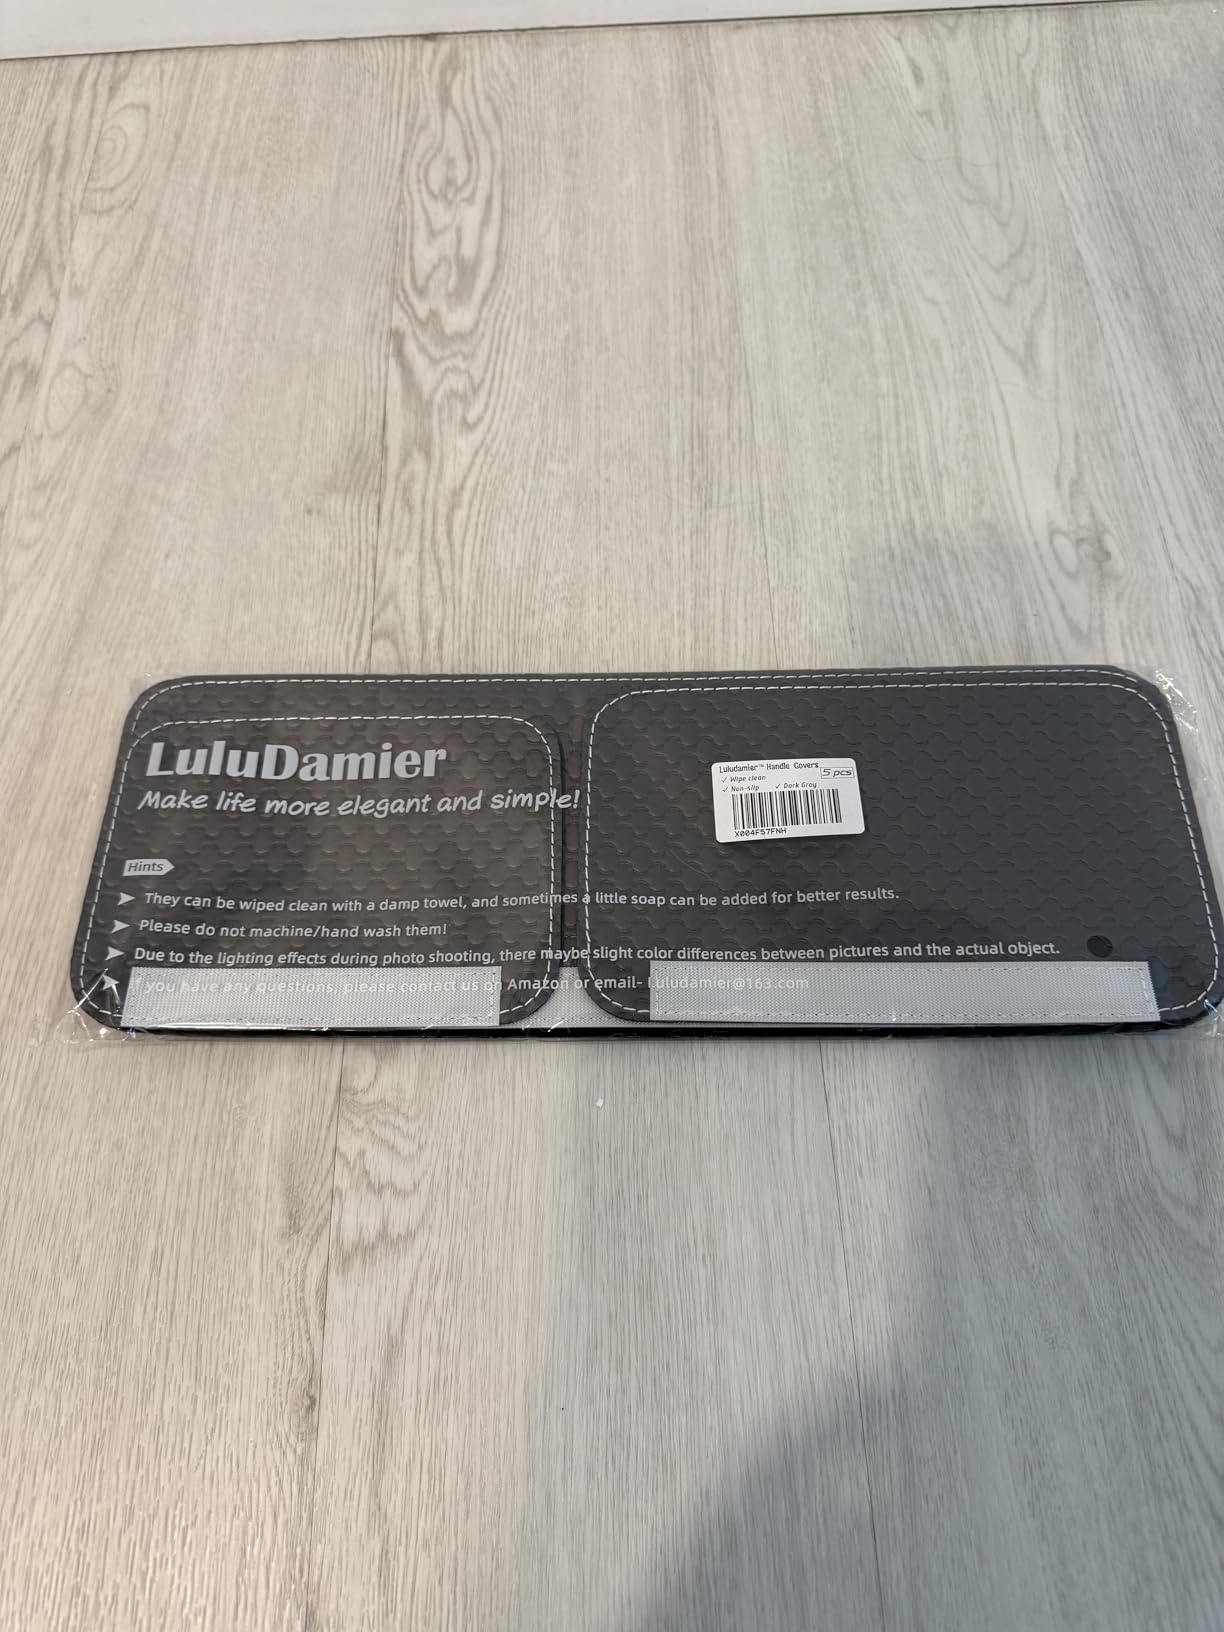 LuluDamier
Make life more elegant and simple!
Luludamier™ Handle Covers
5 pcs
✓ Wipe clean
✓ Non-slip ✓ Dark Gray
X004F57FNH
Hints
➤ They can be wiped clean with a damp towel, and sometimes a little soap can be added for better results.
➤ Please do not machine/hand wash them!
➤ Due to the lighting effects during photo shooting, there maybe slight color differences between pictures and the actual object.
➤ If you have any questions, please contact us on Amazon or email- Luludamier@163.com